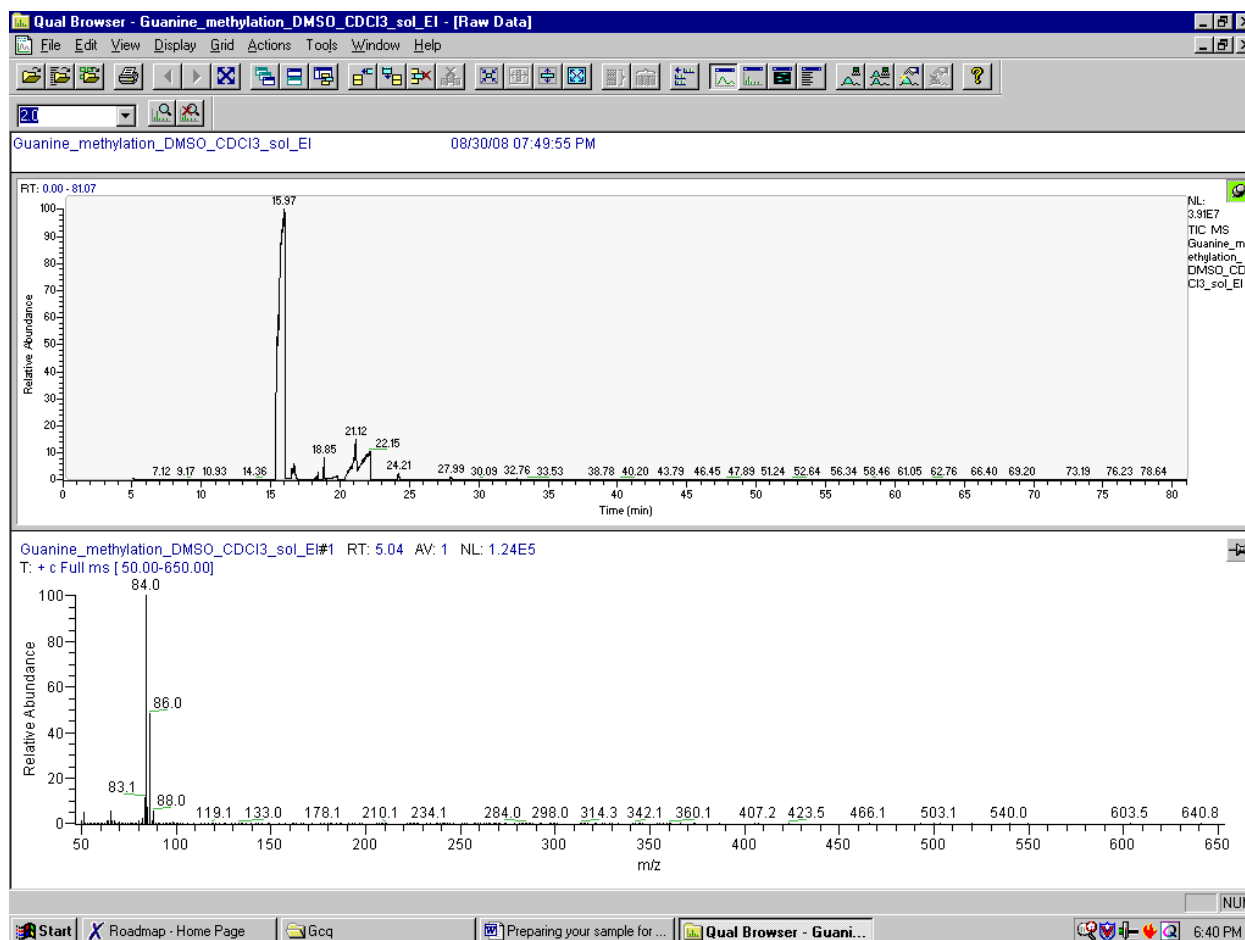 Qual Browser - Guanine_methylation_DMSO_CDCl3_sol_EI - [Raw Data]
File Edit View Display Grid Actions Tools Window Help
2.0
Guanine_methylation_DMSO_CDCl3_sol_EI 08/30/08 07:49:55 PM
RT: 0.00 - 81.07
NL:
3.91E7
TIC MS
Guanine_m
ethylation_
DMSO_CD
Cl3_sol_EI
Relative Abundance
100
90
80
70
60
50
40
30
20
10
0
15.97
21.12
18.85 22.15
24.21
7.12 9.17 10.93 14.36 27.99 30.09 32.76 33.53 38.78 40.20 43.79 46.45 47.89 51.24 52.64 56.34 58.46 61.05 62.76 66.40 69.20 73.19 76.23 78.64
0 5 10 15 20 25 30 35 40 45 50 55 60 65 70 75 80
Time (min)
Guanine_methylation_DMSO_CDCl3_sol_EI#1 RT: 5.04 AV: 1 NL: 1.24E5
T: + c Full ms [ 50.00-650.00]
Relative Abundance
100
80
60
40
20
0
84.0
86.0
83.1
88.0
119.1 133.0 178.1 210.1 234.1 284.0 298.0 314.3 342.1 360.1 407.2 423.5 466.1 503.1 540.0 603.5 640.8
50 100 150 200 250 300 350 400 450 500 550 600 650
m/z
NUM
Start Roadmap - Home Page Gcq Preparing your sample for ... Qual Browser - Guani... 6:40 PM